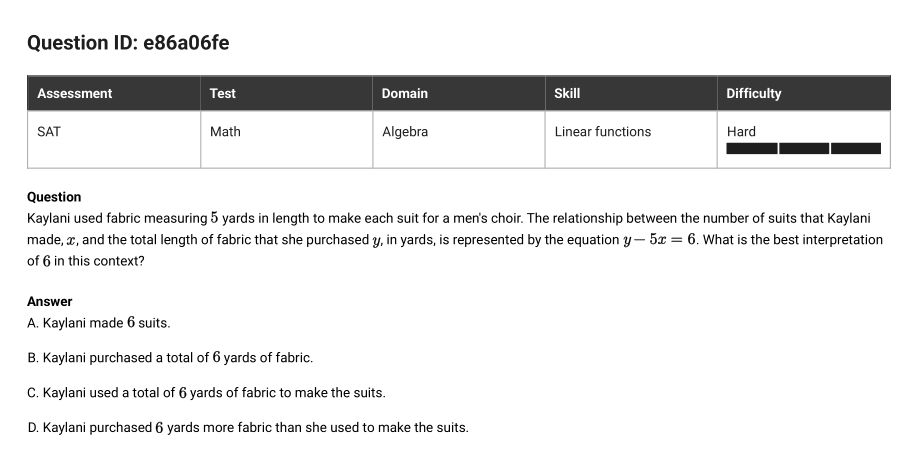 Question ID: e86a06fe
Assessment Test Domain Skill Difficulty
SAT Math Algebra Linear functions Hard
Question
Kaylani used fabric measuring 5 yards in length to make each suit for a men's choir. The relationship between the number of suits that Kaylani
made, x, and the total length of fabric that she purchased y, in yards, is represented by the equation y − 5x = 6. What is the best interpretation
of 6 in this context?
Answer
A. Kaylani made 6 suits.
B. Kaylani purchased a total of 6 yards of fabric.
C. Kaylani used a total of 6 yards of fabric to make the suits.
D. Kaylani purchased 6 yards more fabric than she used to make the suits.